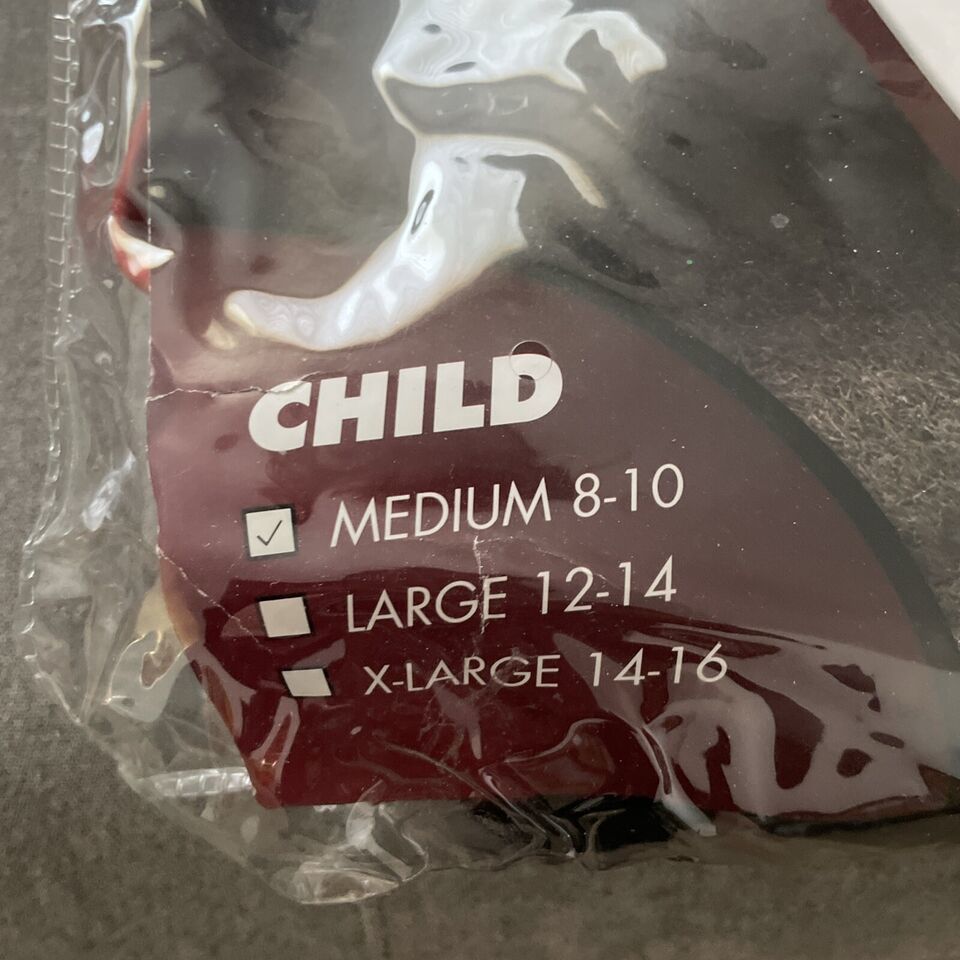 CHILD
MEDIUM 8-10
LARGE 12-14
X-LARGE 14-16